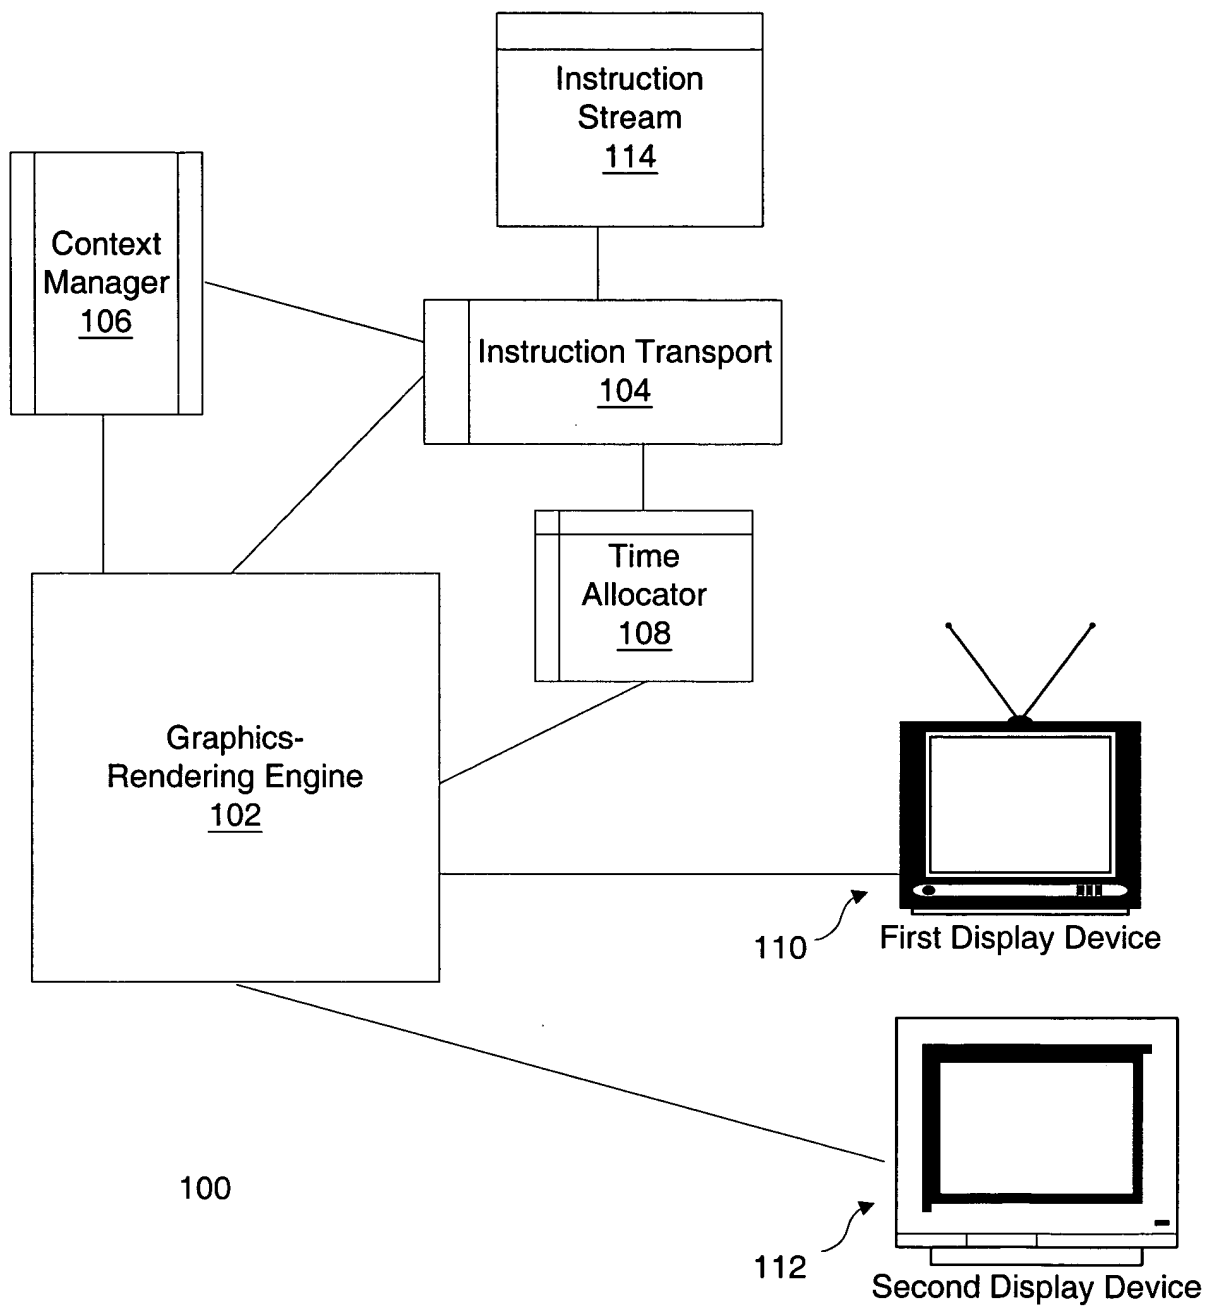 Instruction
Stream
114
Context
Manager
106
Instruction Transport
104
Time
Allocator
108
Graphics-
Rendering Engine
102
110
First Display Device
100
112
Second Display Device